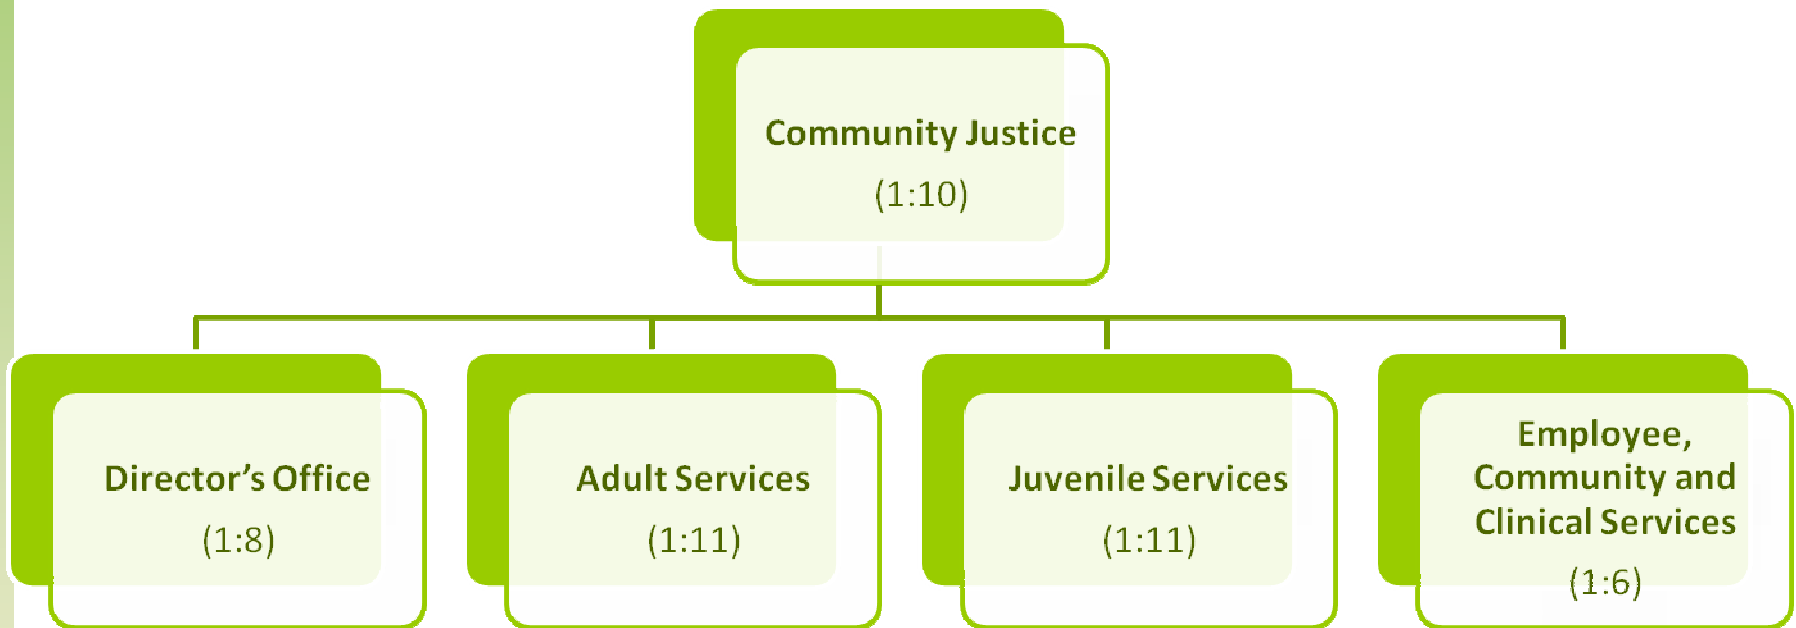 Community Justice
(1:10)
Director’s Office
(1:8)
Adult Services
(1:11)
Juvenile Services
(1:11)
Employee,
Community and
Clinical Services
(1:6)